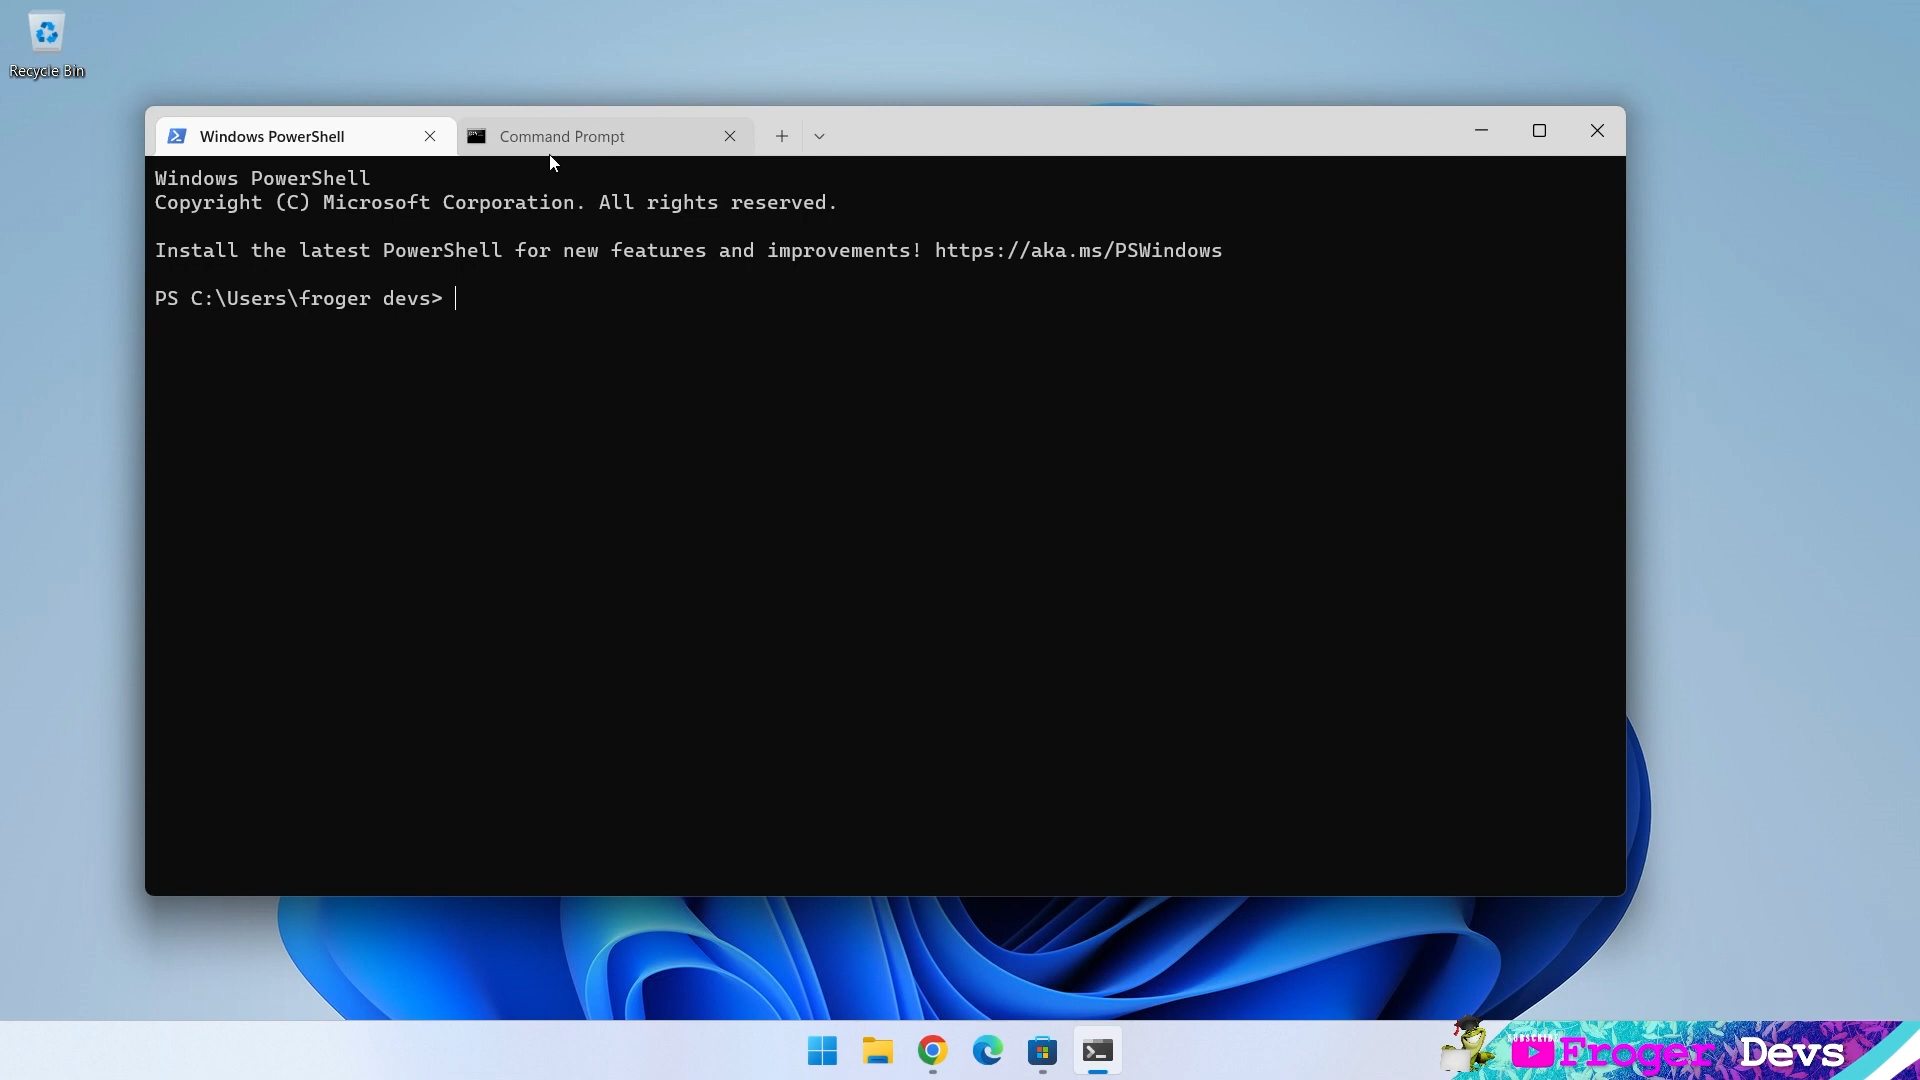 Recycle Bin
Windows PowerShell
Command Prompt
Windows PowerShell
Copyright (C) Microsoft Corporation. All rights reserved.
Install the latest PowerShell for new features and improvements! https://aka.ms/PSWindows
PS C:\Users\froger devs>
SUBSCRIBE
Froger Devs